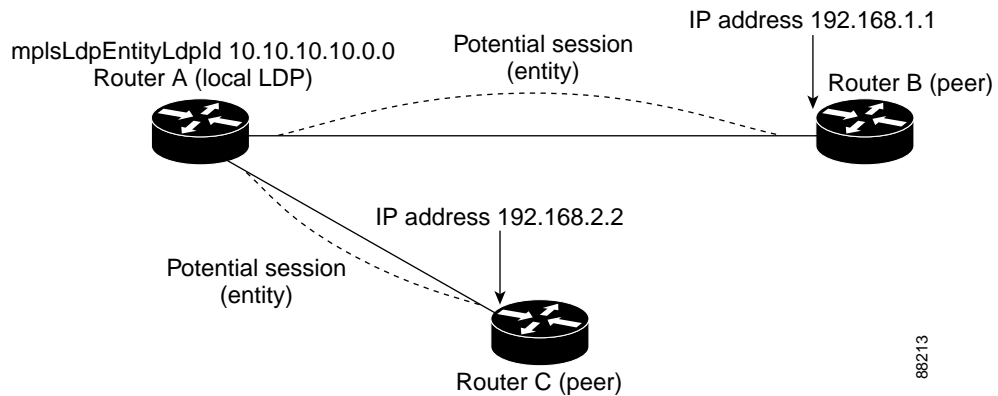 IP address 192.168.1.1
mplsLdpEntityLdpId 10.10.10.10.0.0
Router A (local LDP)
Potential session
(entity)
Router B (peer)
IP address 192.168.2.2
Potential session
(entity)
Router C (peer)
88213